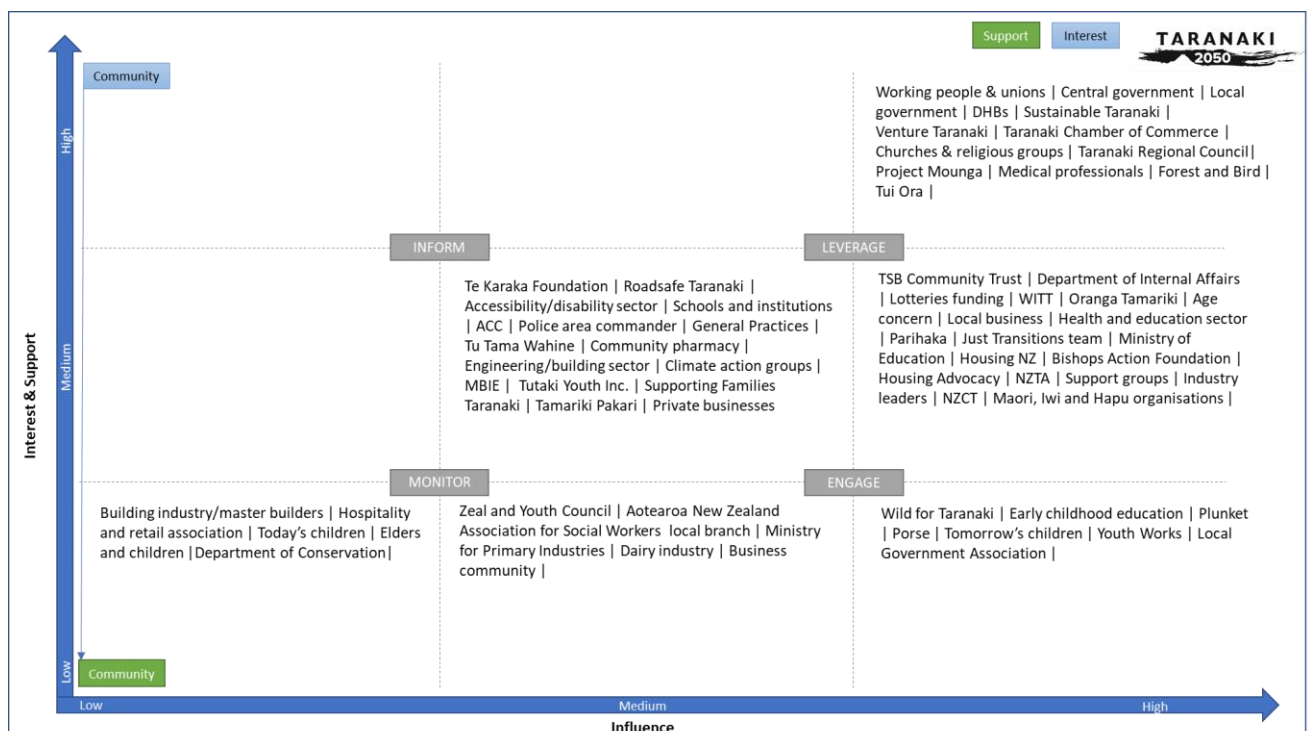 Support
Interest
TARANAKI
2050
Community
Working people & unions | Central government | Local
government | DHBs | Sustainable Taranaki |
Venture Taranaki | Taranaki Chamber of Commerce |
Churches & religious groups | Taranaki Regional Council|
Project Mounga | Medical professionals | Forest and Bird |
Tui Ora |
High
INFORM
LEVERAGE
Te Karaka Foundation | Roadsafe Taranaki |
Accessibility/disability sector | Schools and institutions
| ACC | Police area commander | General Practices |
Tu Tama Wahine | Community pharmacy |
Engineering/building sector | Climate action groups |
MBIE | Tutaki Youth Inc. | Supporting Families
Taranaki | Tamariki Pakari | Private businesses
TSB Community Trust | Department of Internal Affairs
| Lotteries funding | WITT | Oranga Tamariki | Age
concern | Local business | Health and education sector
| Parihaka | Just Transitions team | Ministry of
Education | Housing NZ | Bishops Action Foundation |
Housing Advocacy | NZTA | Support groups | Industry
leaders | NZCT | Maori, Iwi and Hapu organisations |
Interest & Support
Medium
MONITOR
ENGAGE
Building industry/master builders | Hospitality
and retail association | Today's children | Elders
and children |Department of Conservation|
Zeal and Youth Council | Aotearoa New Zealand
Association for Social Workers local branch | Ministry
for Primary Industries | Dairy industry | Business
community |
Wild for Taranaki | Early childhood education | Plunket
| Porse | Tomorrow's children | Youth Works | Local
Government Association |
Low
Community
Low
Medium
High
Influence